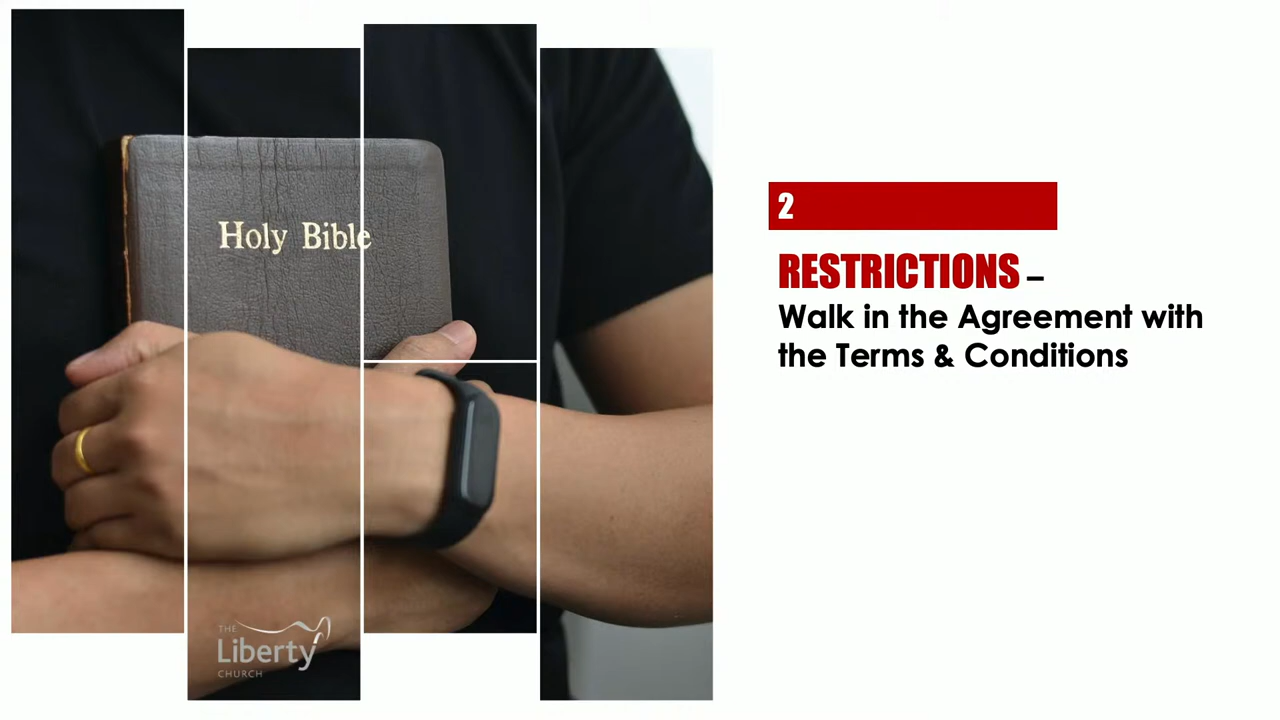 Holy Bible
THE
Liberty
CHURCH
2
RESTRICTIONS –
Walk in the Agreement with
the Terms & Conditions